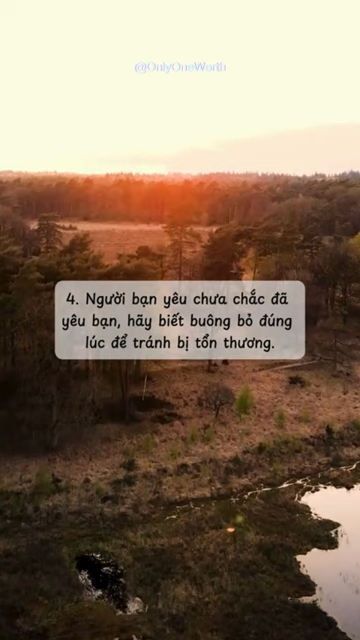 @OnlyOneWorth
4. Người bạn yêu chưa chắc đã
yêu bạn, hãy biết buông bỏ đúng
lúc để tránh bị tổn thương.